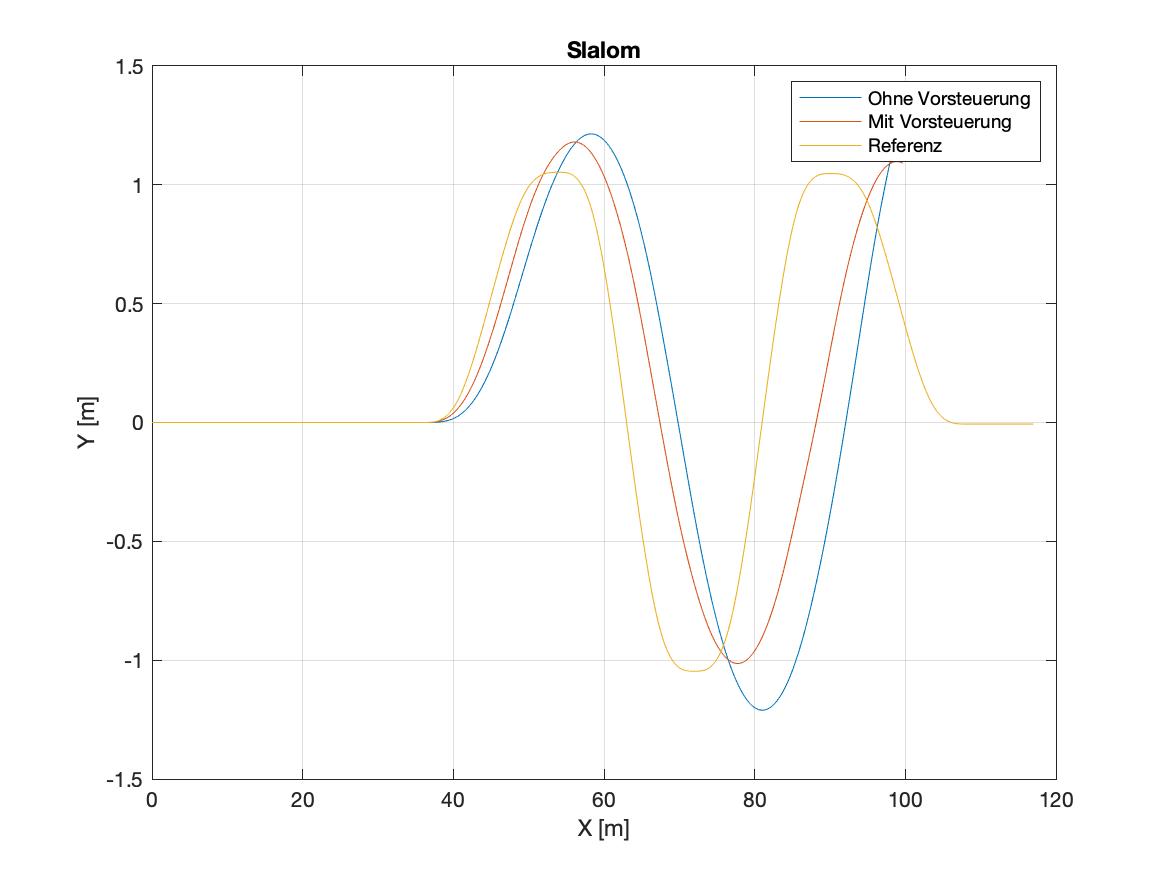 Slalom
1.5
1
0.5
0
-0.5
-1
-1.5
Y [m]
Ohne Vorsteuerung
Mit Vorsteuerung
Referenz
0 20 40 60 80 100 120
X [m]